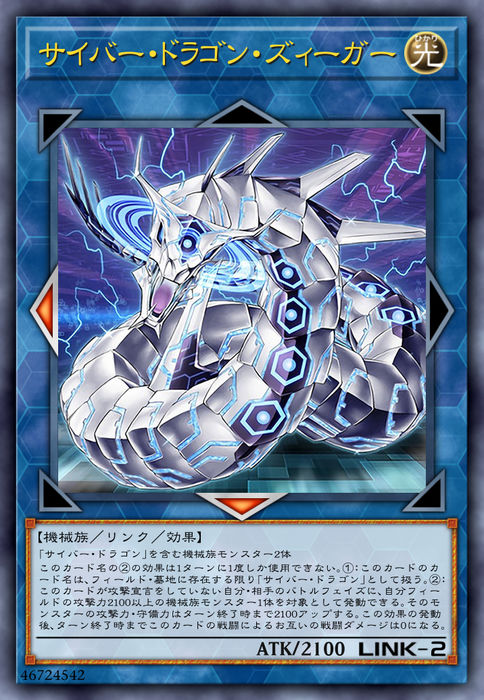 サイバー・ドラゴン・ズィーガー
ひかり
光
【機械族／リンク／効果】
「サイバー・ドラゴン」を含む機械族モンスター2体
このカード名の②の効果は1ターンに1度しか使用できない。①:このカードのカ
ード名は、フィールド・墓地に存在する限り「サイバー・ドラゴン」として扱う。②:
このカードが攻撃宣言をしていない自分・相手のバトルフェイズに、自分フィール
ドの攻撃力2100以上の機械族モンスター1体を対象として発動できる。そのモ
ンスターの攻撃力・守備力はターン終了時まで2100アップする。この効果の発動
後、ターン終了時までこのカードの戦闘によるお互いの戦闘ダメージは0になる。
ATK/2100 LINK-2
46724542